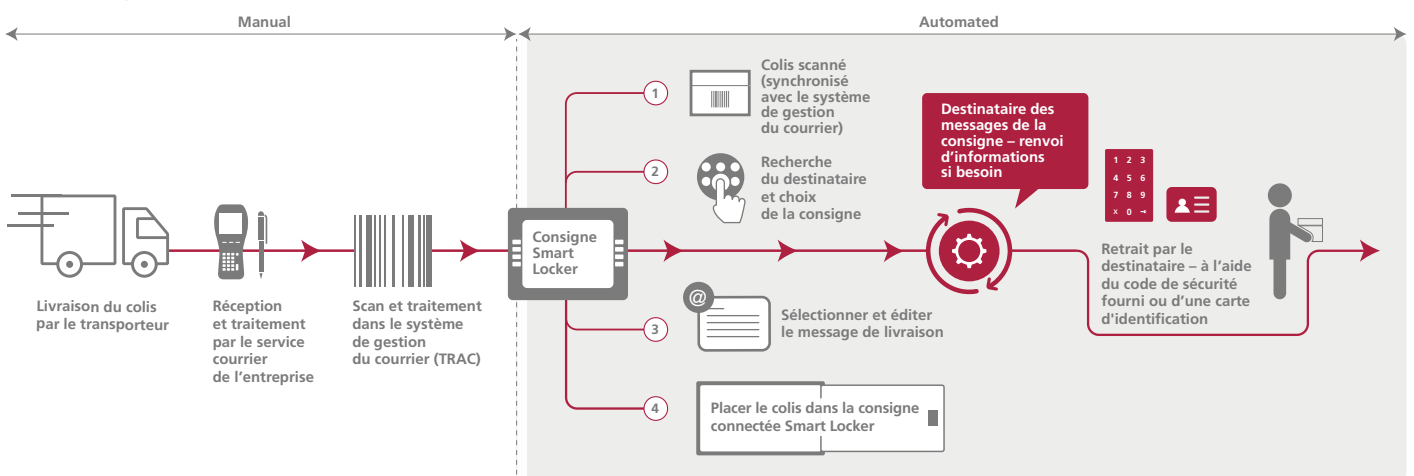 Manual
Automated
Livraison du colis
par le transporteur
Réception
et traitement
par le service
courrier
de l’entreprise
Scan et traitement
dans le système
de gestion
du courrier (TRAC)
Consigne
Smart
Locker
1
Colis scanné
(synchronisé
avec le système
de gestion
du courrier)
2
Recherche
du destinataire
et choix
de la consigne
3
@
Sélectionner et éditer
le message de livraison
4
Placer le colis dans la consigne
connectée Smart Locker
Destinataire des
messages de la
consigne – renvoi
d’informations
si besoin
1 2 3
4 5 6
7 8 9
x 0 →
Retrait par le
destinataire – à l’aide
du code de sécurité
fourni ou d’une carte
d'identification